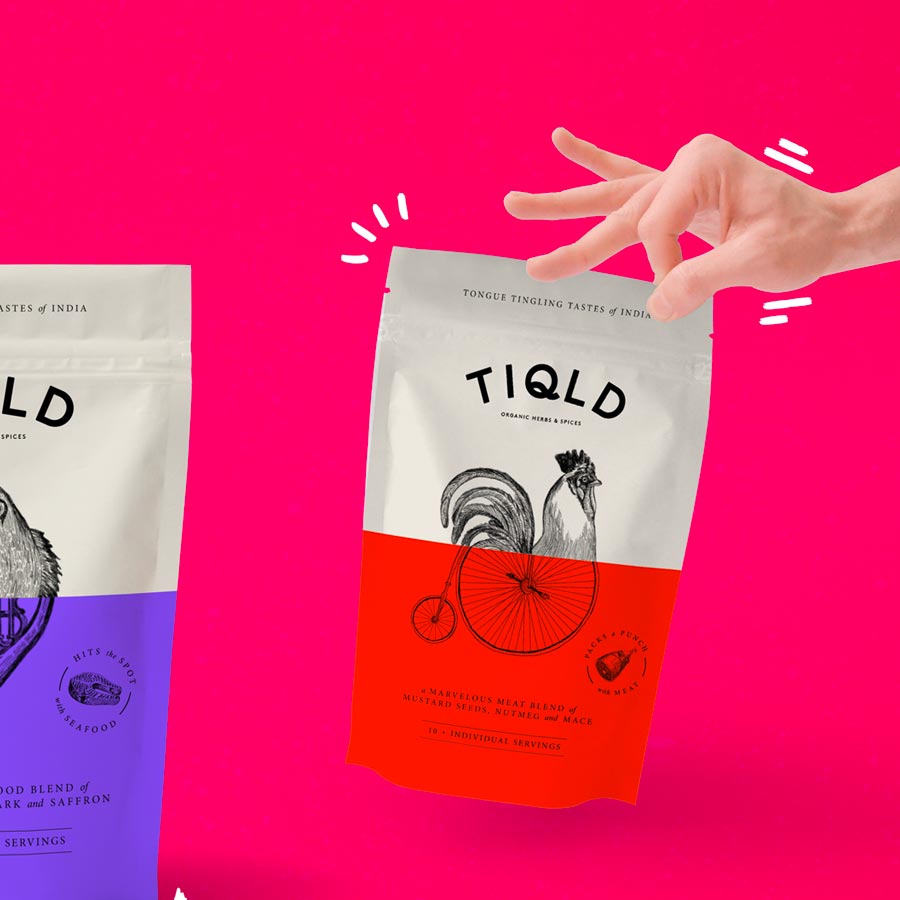 ASTES of INDIA
LD
SPICES
HITS the SPOT
with SEAFOOD
OOD BLEND of
ARK and SAFFRON
SERVINGS
TONGUE TINGLING TASTES of INDIA
TIQLD
ORGANIC HERBS & SPICES
PACKS a PUNCH
with MEAT
a MARVELOUS MEAT BLEND of
MUSTARD SEEDS, NUTMEG and MACE
10 • INDIVIDUAL SERVINGS